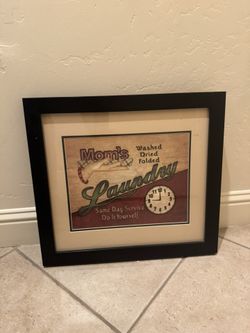 Mom's
Washed
Dried
Folded
Laundry
Same Day Service
Do It Yourself